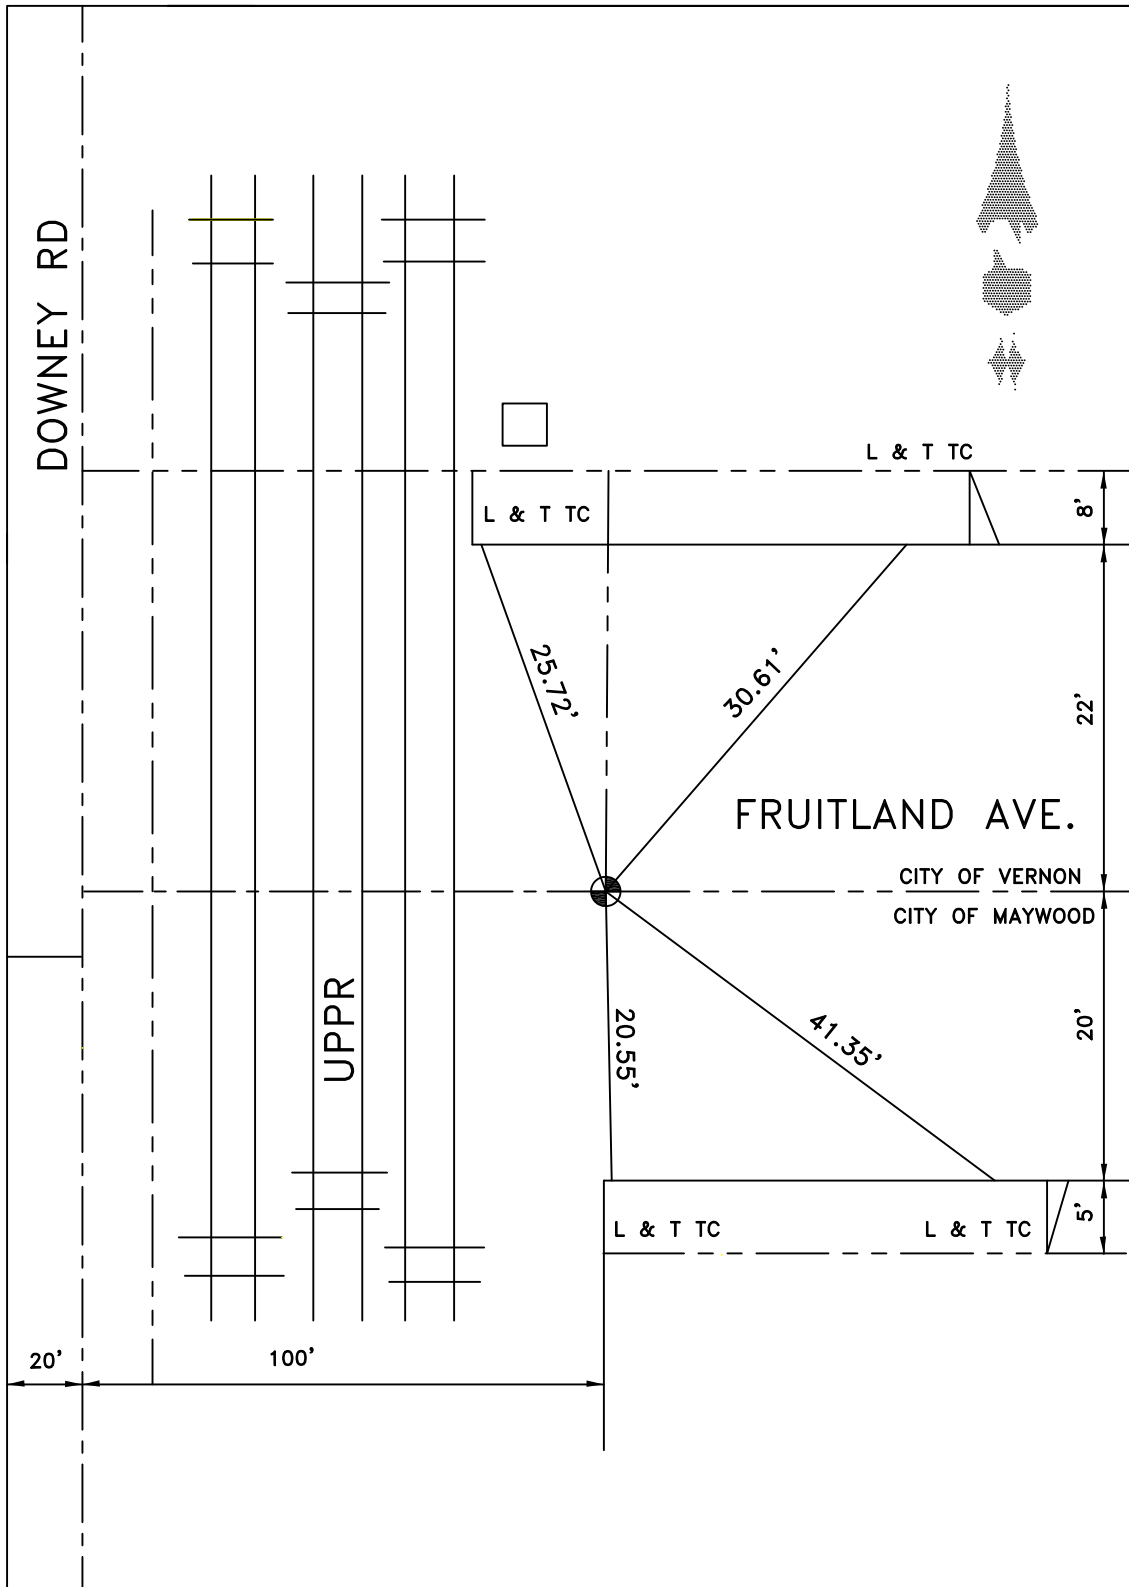 DOWNEY RD
L & T TC
8'
L & T TC
25.72'
30.61'
22'
FRUITLAND AVE.
CITY OF VERNON
CITY OF MAYWOOD
UPPR
20.55'
41.35'
20'
5'
L & T TC
L & T TC
20'
100'